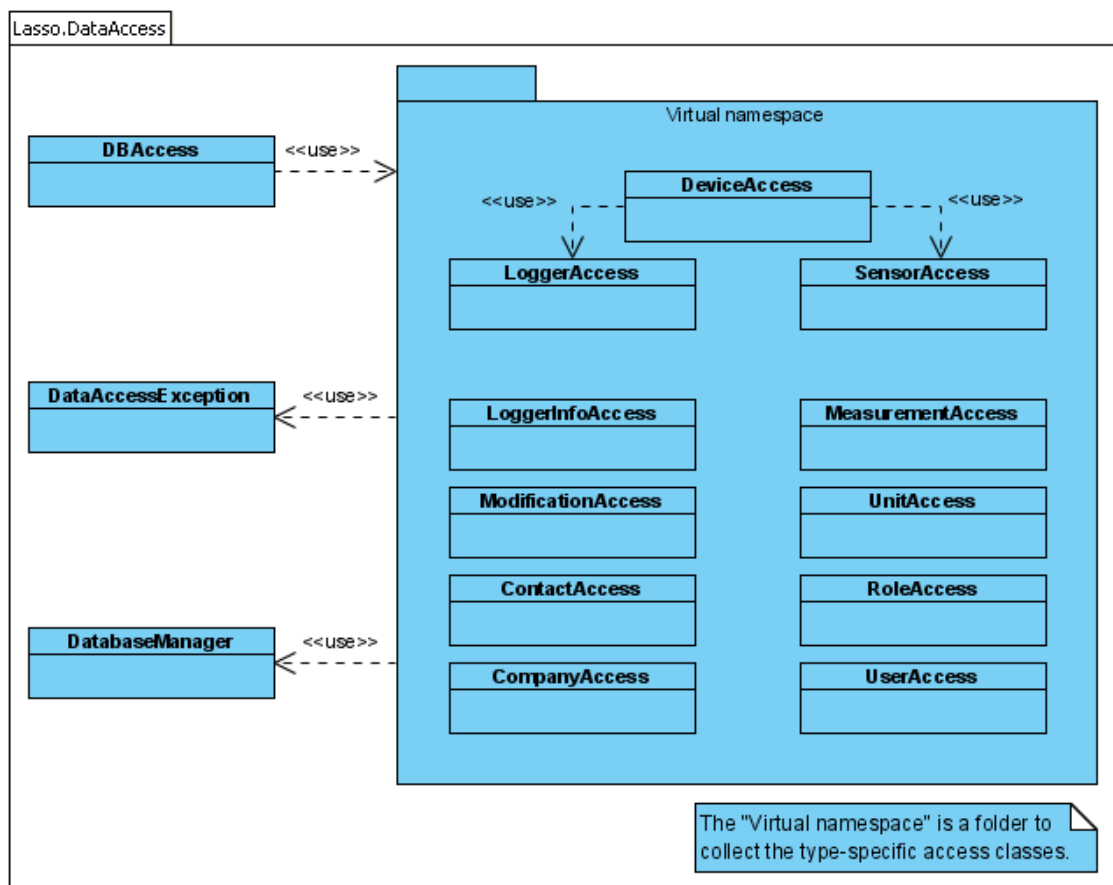 Lasso.DataAccess
Virtual namespace
DBAccess
<<use>>
DeviceAccess
<<use>>
<<use>>
LoggerAccess
SensorAccess
DataAccessException
<<use>>
LoggerInfoAccess
MeasurementAccess
ModificationAccess
UnitAccess
ContactAccess
RoleAccess
DatabaseManager
<<use>>
CompanyAccess
UserAccess
The "Virtual namespace" is a folder to
collect the type-specific access classes.